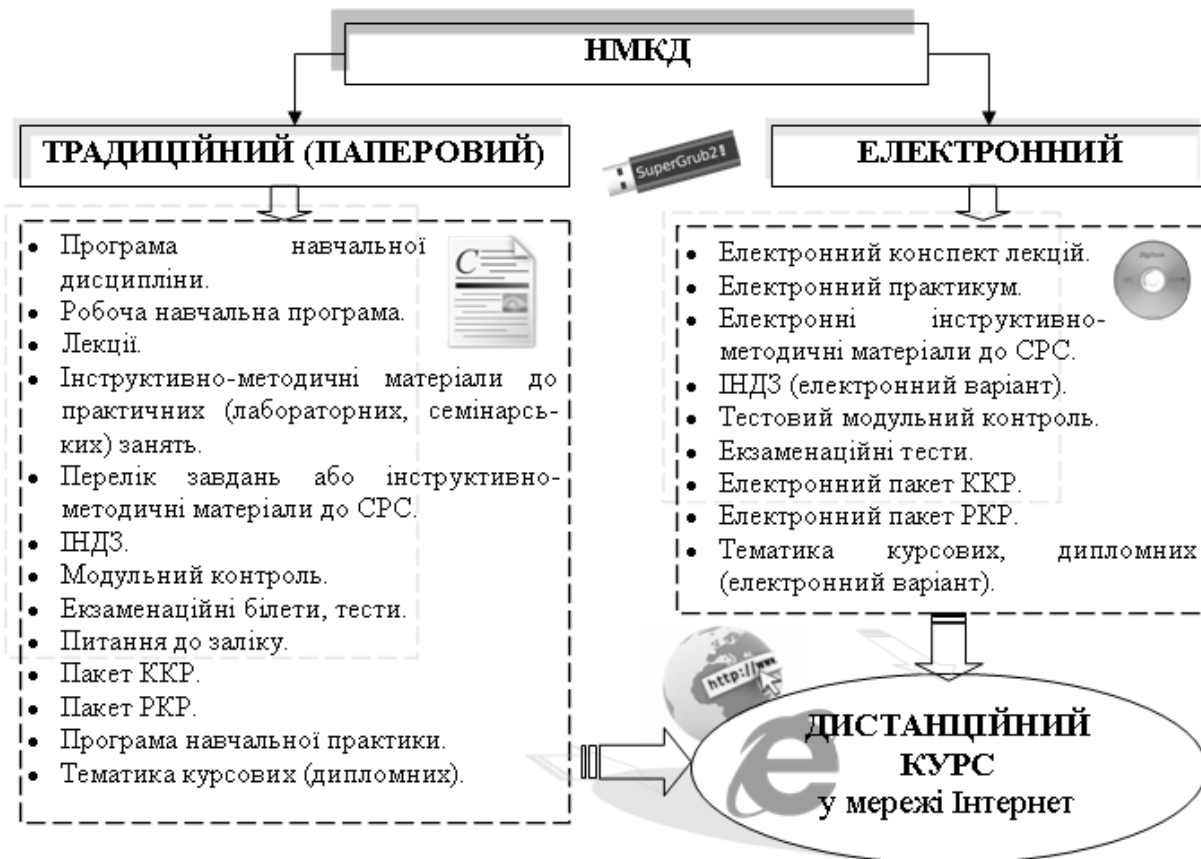 НМКД
ТРАДИЦІЙНИЙ (ПАПЕРОВИЙ)
SuperGrub2
ЕЛЕКТРОННИЙ
• Програма навчальної
дисципліни.
• Робоча навчальна програма.
• Лекції.
• Інструктивно-методичні матеріали до
практичних (лабораторних, семінарсь-
ких) занять.
• Перелік завдань або інструктивно-
методичні матеріали до СРС.
• ІНДЗ.
• Модульний контроль.
• Екзаменаційні білети, тести.
• Питання до заліку.
• Пакет ККР.
• Пакет РКР.
• Програма навчальної практики.
• Тематика курсових (дипломних).
C
• Електронний конспект лекцій.
• Електронний практикум.
• Електронні інструктивно-
методичні матеріали до СРС.
• ІНДЗ (електронний варіант).
• Тестовий модульний контроль.
• Екзаменаційні тести.
• Електронний пакет ККР.
• Електронний пакет РКР.
• Тематика курсових, дипломних
(електронний варіант).
http://www
ДИСТАНЦІЙНИЙ
КУРС
у мережі Інтернет